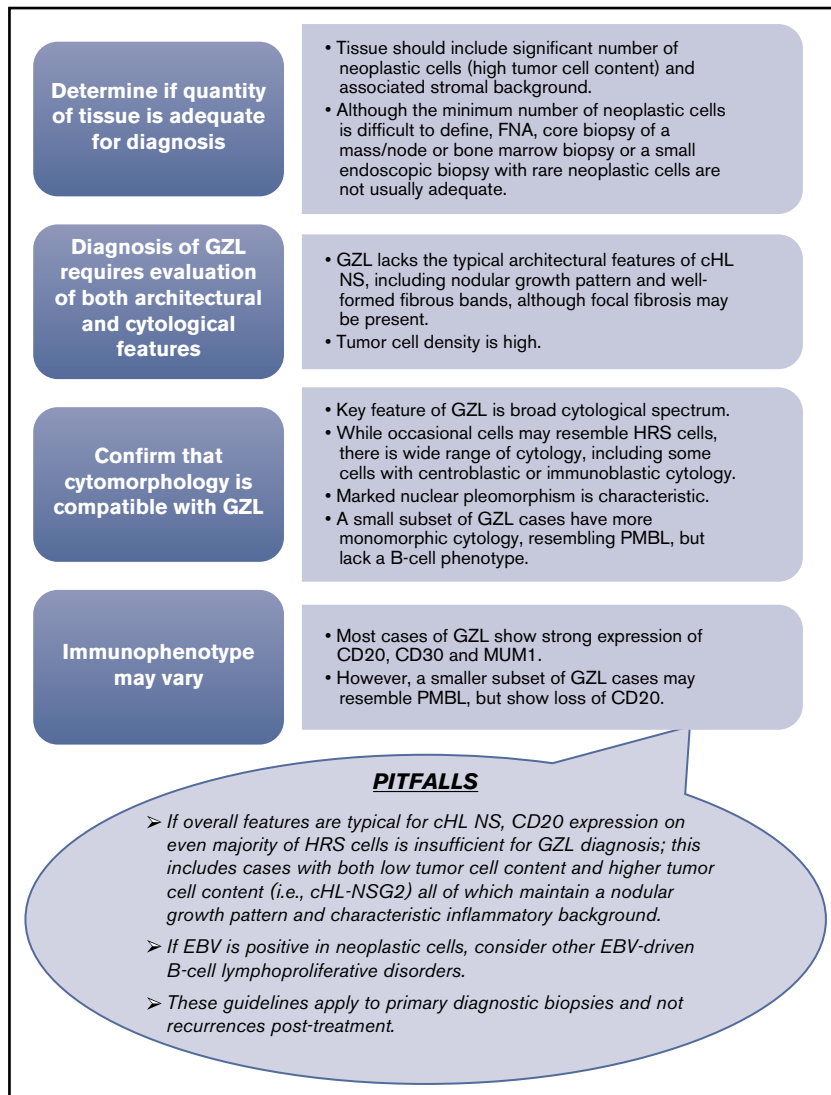 Determine if quantity
of tissue is adequate
for diagnosis
• Tissue should include significant number of
neoplastic cells (high tumor cell content) and
associated stromal background.
• Although the minimum number of neoplastic cells
is difficult to define, FNA, core biopsy of a
mass/node or bone marrow biopsy or a small
endoscopic biopsy with rare neoplastic cells are
not usually adequate.
Diagnosis of GZL
requires evaluation
of both architectural
and cytological
features
• GZL lacks the typical architectural features of cHL
NS, including nodular growth pattern and well-
formed fibrous bands, although focal fibrosis may
be present.
• Tumor cell density is high.
Confirm that
cytomorphology is
compatible with GZL
• Key feature of GZL is broad cytological spectrum.
• While occasional cells may resemble HRS cells,
there is wide range of cytology, including some
cells with centroblastic or immunoblastic cytology.
• Marked nuclear pleomorphism is characteristic.
• A small subset of GZL cases have more
monomorphic cytology, resembling PMBL, but
lack a B-cell phenotype.
Immunophenotype
may vary
• Most cases of GZL show strong expression of
CD20, CD30 and MUM1.
• However, a smaller subset of GZL cases may
resemble PMBL, but show loss of CD20.
PITFALLS
➢ If overall features are typical for cHL NS, CD20 expression on
even majority of HRS cells is insufficient for GZL diagnosis; this
includes cases with both low tumor cell content and higher tumor
cell content (i.e., cHL-NSG2) all of which maintain a nodular
growth pattern and characteristic inflammatory background.
➢ If EBV is positive in neoplastic cells, consider other EBV-driven
B-cell lymphoproliferative disorders.
➢ These guidelines apply to primary diagnostic biopsies and not
recurrences post-treatment.